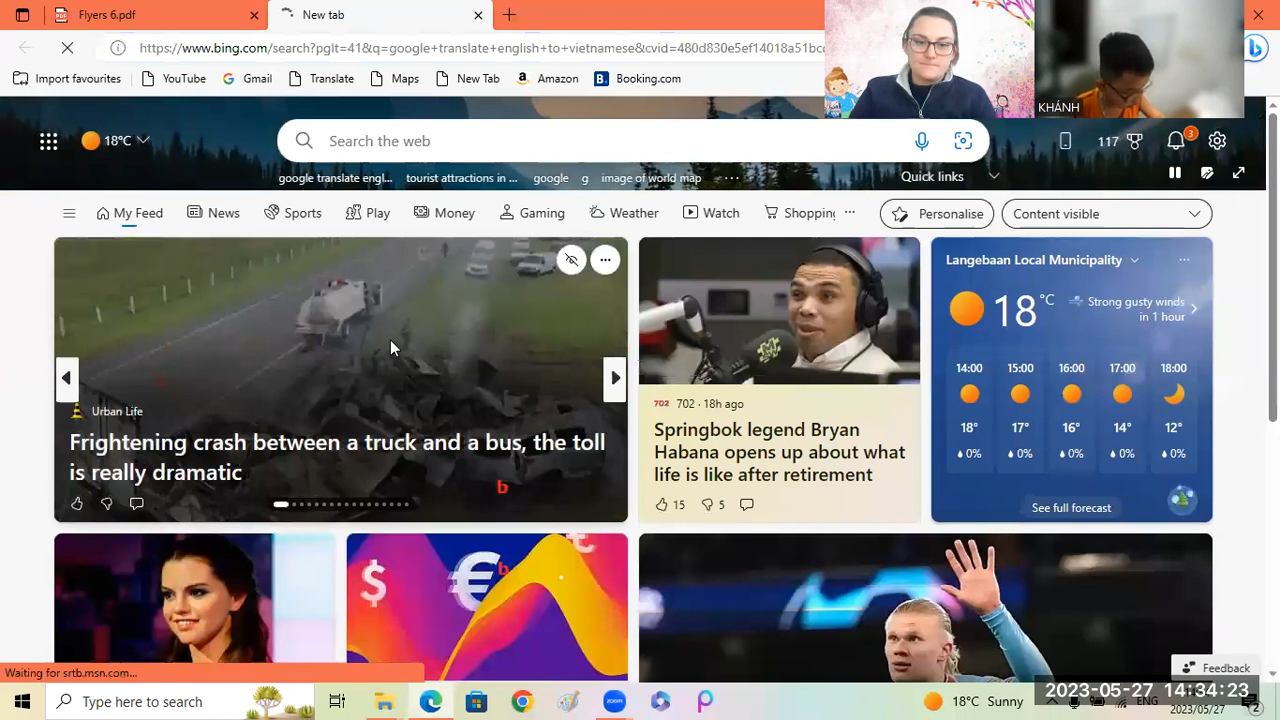 Flyers 6.pdf
New tab
https://www.bing.com/search?pglt=41&q=google+translate+english+to+vietnamese&cvid=480d830e5ef14018a51bcc
Import favourites
YouTube
Gmail
Translate
Maps
New Tab
Amazon
B. Booking.com
KHÁNH
18°C
Search the web
117
3
google translate engl...
tourist attractions in ...
google
g
image of world map
Quick links
My Feed
News
Sports
Play
Money
Gaming
Weather
Watch
Shopping
Personalise
Content visible
Urban Life
Frightening crash between a truck and a bus, the toll
is really dramatic
b
702 702 · 18h ago
Springbok legend Bryan
Habana opens up about what
life is like after retirement
15
5
Langebaan Local Municipality
18 °C
Strong gusty winds
in 1 hour
14:00 15:00 16:00 17:00 18:00
18° 17° 16° 14° 12°
0% 0% 0% 0% 0%
See full forecast
$ €
b
Feedback
Waiting for srtb.msn.com...
Type here to search
zoom
18°C Sunny
ENG
2023-05-27 14:34:23
2023/05/27
2